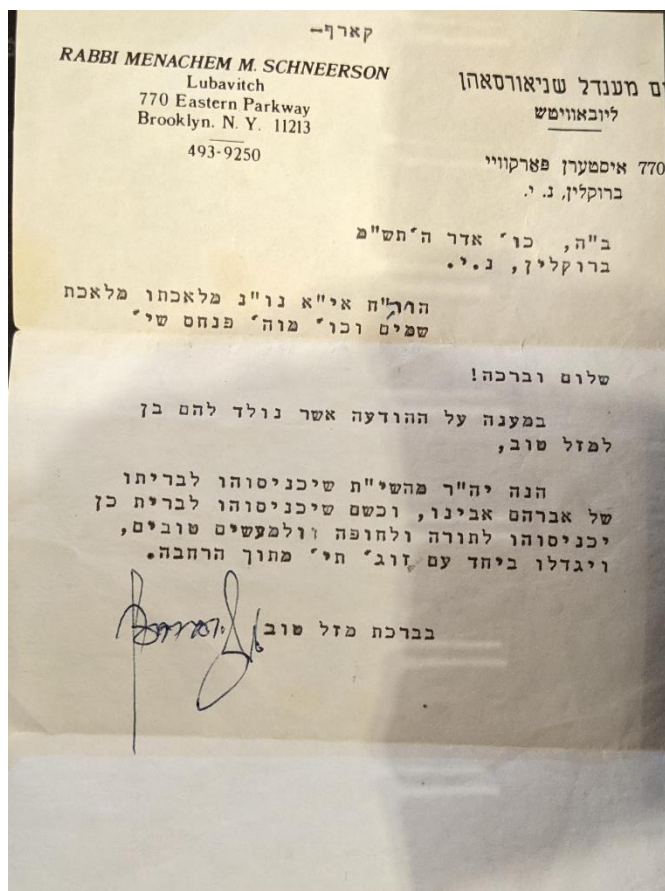 קארף-
RABBI MENACHEM M. SCHNEERSON
Lubavitch
770 Eastern Parkway
Brooklyn. N. Y. 11213
493-9250
ים מענדל שניאורסאהן
ליובאוויטש
770 איסטערן פארקוויי
ברוקלין, נ. י.
ב"ה, כו' אדר ה'תש"מ
ברוקלין, נ.י.
הוו"ח אי"א נו"נ מלאכתו מלאכת
שמים וכו' מוה' פנחס שי'
שלום וברכה!
במענה על ההודעה אשר נולד להם בן
למזל טוב,
הנה יה"ר מהשי"ת שיכניסוהו לבריתו
של אברהם אבינו, וכשם שיכניסוהו לברית כן
יכניסוהו לתורה ולחופה ולמעשים טובים,
ויגדלו ביחד עם זוג' תי' מתוך הרחבה.
בברכת מזל טוב